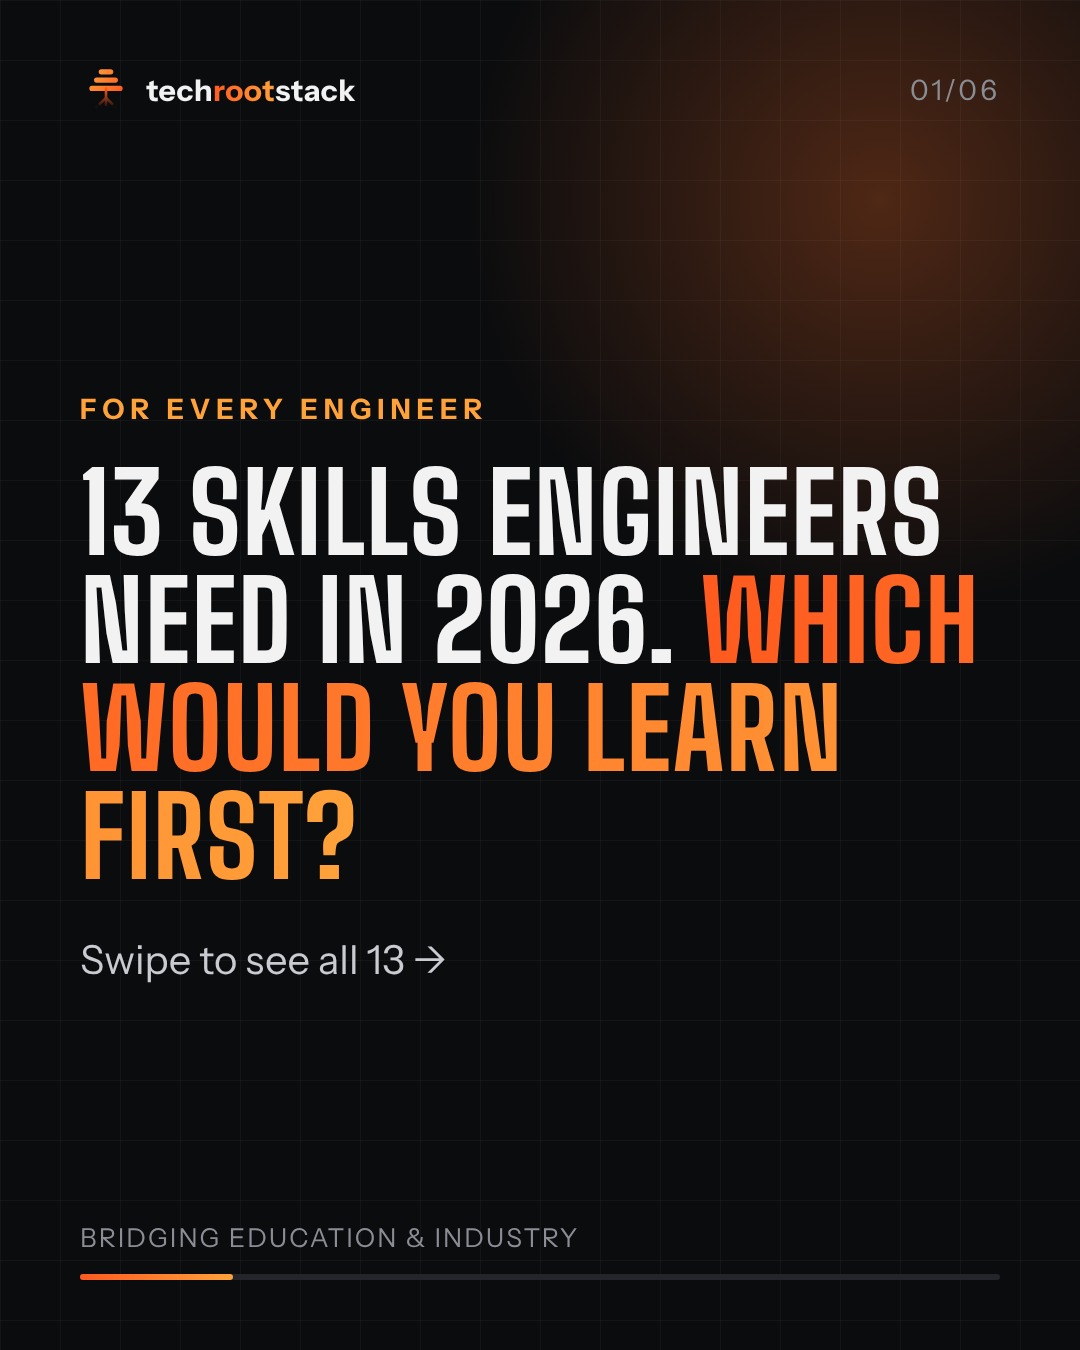 techrootstack
01/06
FOR EVERY ENGINEER
13 SKILLS ENGINEERS
NEED IN 2026. WHICH
WOULD YOU LEARN
FIRST?
Swipe to see all 13 →
BRIDGING EDUCATION & INDUSTRY